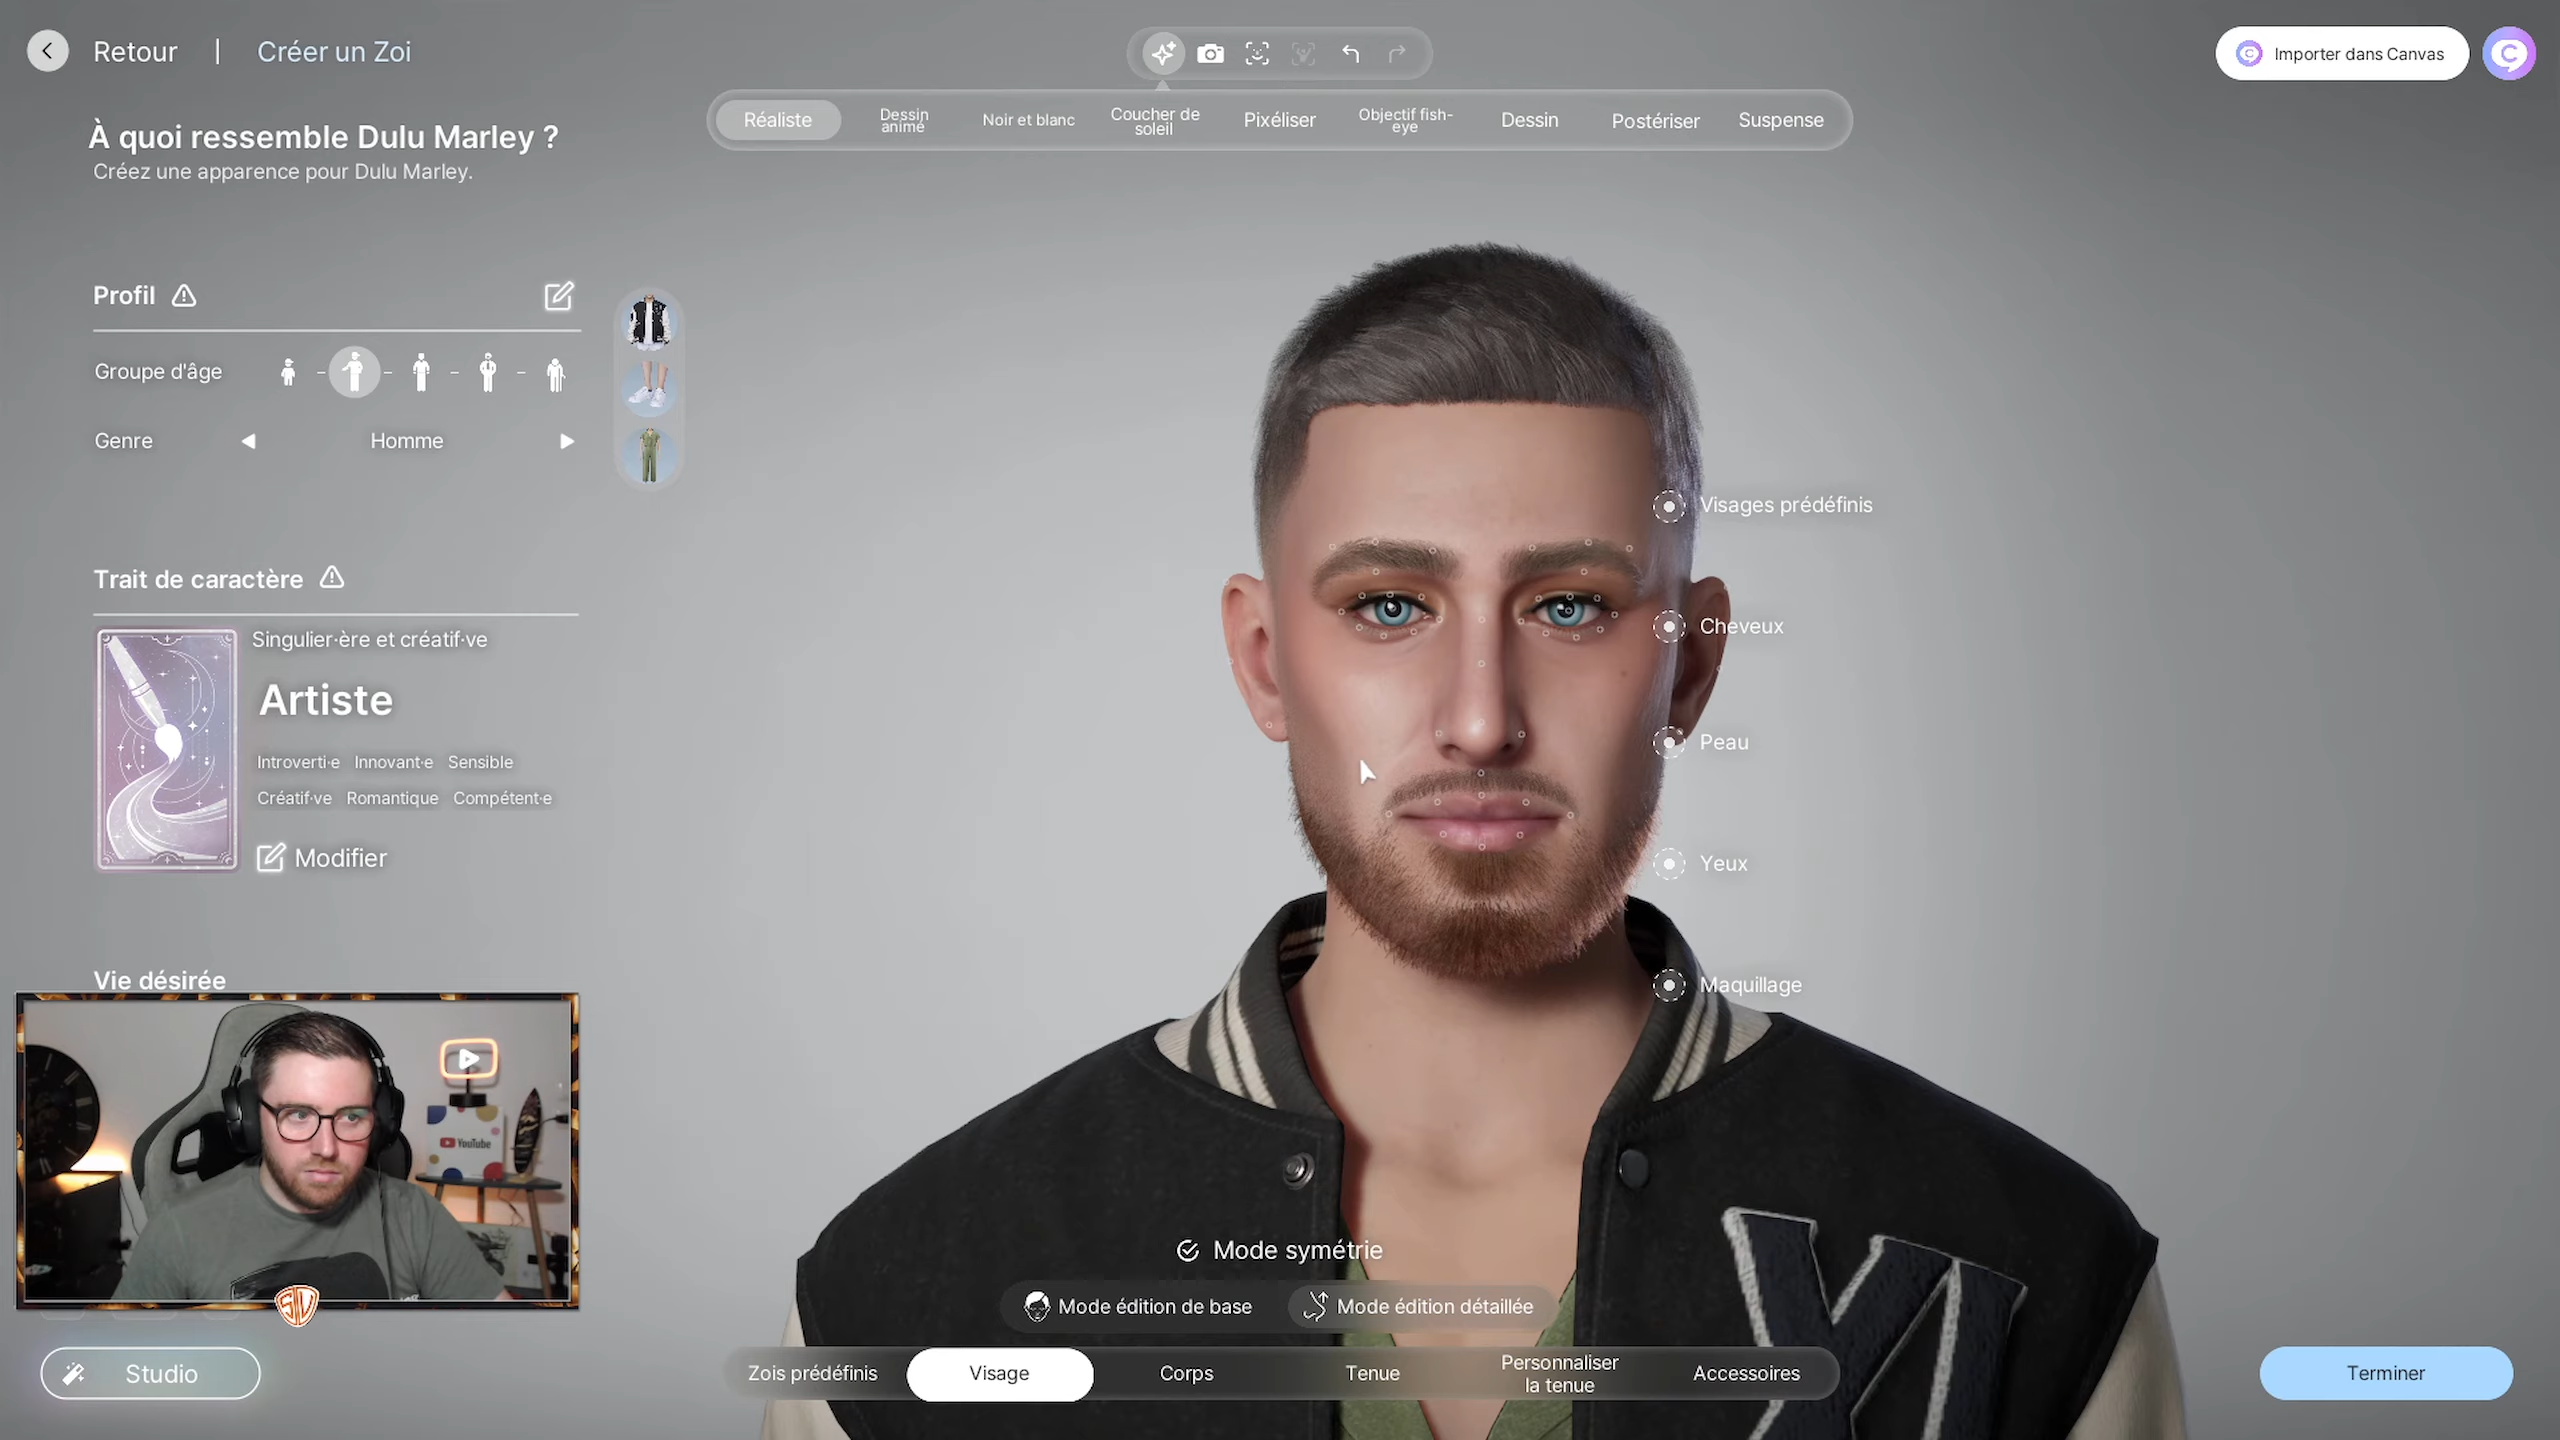 Retour | Créer un Zoi
Importer dans Canvas
Réaliste
Dessin
animé
Noir et blanc
Coucher de
soleil
Pixéliser
Objectif fish-
eye
Dessin
Postériser
Suspense
À quoi ressemble Dulu Marley ?
Créez une apparence pour Dulu Marley.
Profil
Groupe d'âge
Genre
Homme
Visages prédéfinis
Cheveux
Peau
Yeux
Maquillage
Trait de caractère
Singulier·ère et créatif·ve
Artiste
Introverti·e Innovant·e Sensible
Créatif·ve Romantique Compétent·e
Modifier
Vie désirée
YouTube
Mode symétrie
Mode édition de base
Mode édition détaillée
Studio
Zois prédéfinis
Visage
Corps
Tenue
Personnaliser
la tenue
Accessoires
Terminer